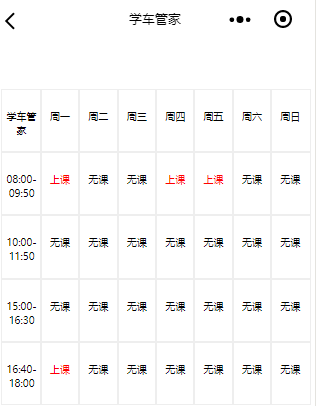 学车管家
学车管家 周一 周二 周三 周四 周五 周六 周日
08:00-09:50 上课 无课 无课 上课 上课 无课 无课
10:00-11:50 无课 无课 无课 无课 无课 无课 无课
15:00-16:30 无课 无课 无课 无课 无课 无课 无课
16:40-18:00 上课 无课 无课 无课 无课 无课 无课